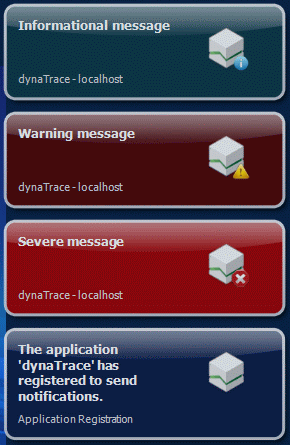 Informational message
dynaTrace - localhost
Warning message
dynaTrace - localhost
Severe message
dynaTrace - localhost
The application
'dynaTrace' has
registered to send
notifications.
Application Registration